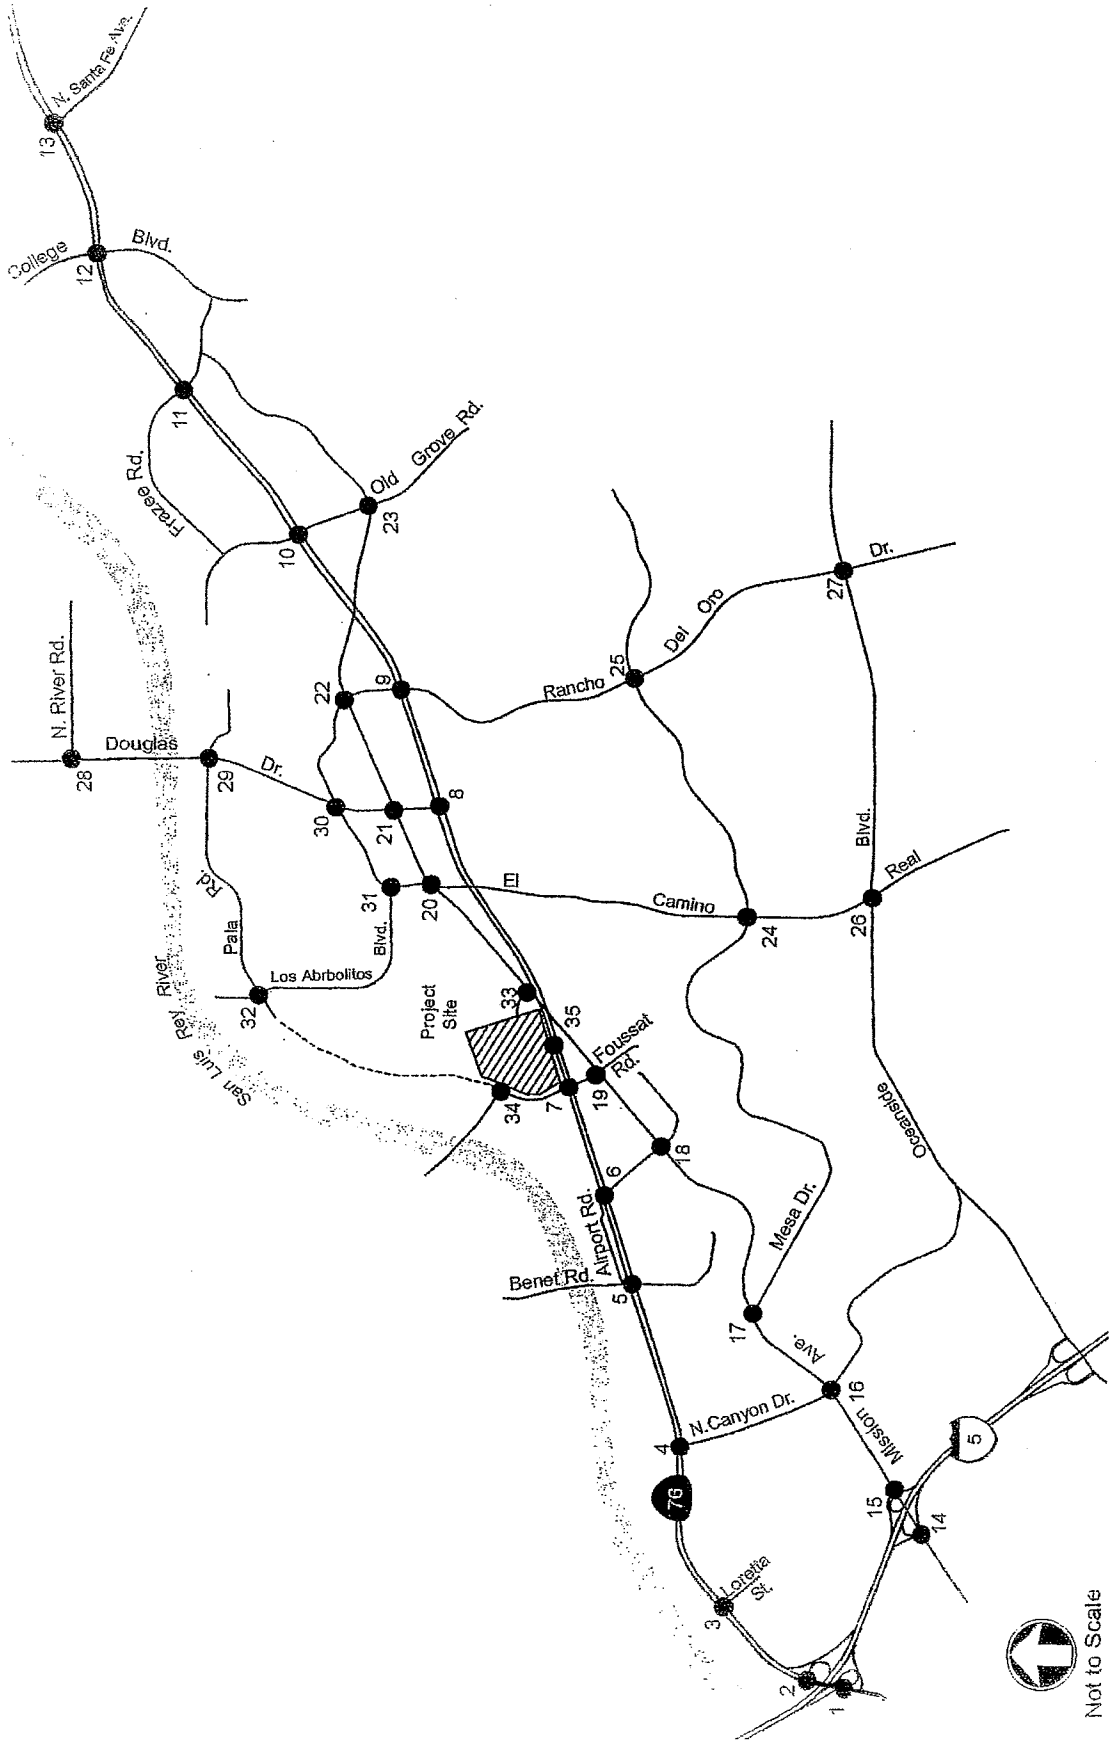 N. Santa Fe Ave.
13
College
Blvd.
12
11
Frazee Rd.
Old
Grove Rd.
23
10
N. River Rd.
Douglas
28
29
Dr.
22
9
Rancho
25
Del
Oro
27
Dr.
30
21
8
Rd.
Pala
31
20
El
Camino
24
Blvd.
26
Real
Blvd.
Los Abrbolitos
32
San Luis Rey River
Project
Site
33
35
Foussat
Rd.
34
7
19
18
6
Airport Rd.
Benet Rd.
5
Mesa Dr.
17
Oceanside
Ave.
16
Mission
N. Canyon Dr.
4
76
5
15
14
Loretta
St.
3
2
1
Not to Scale